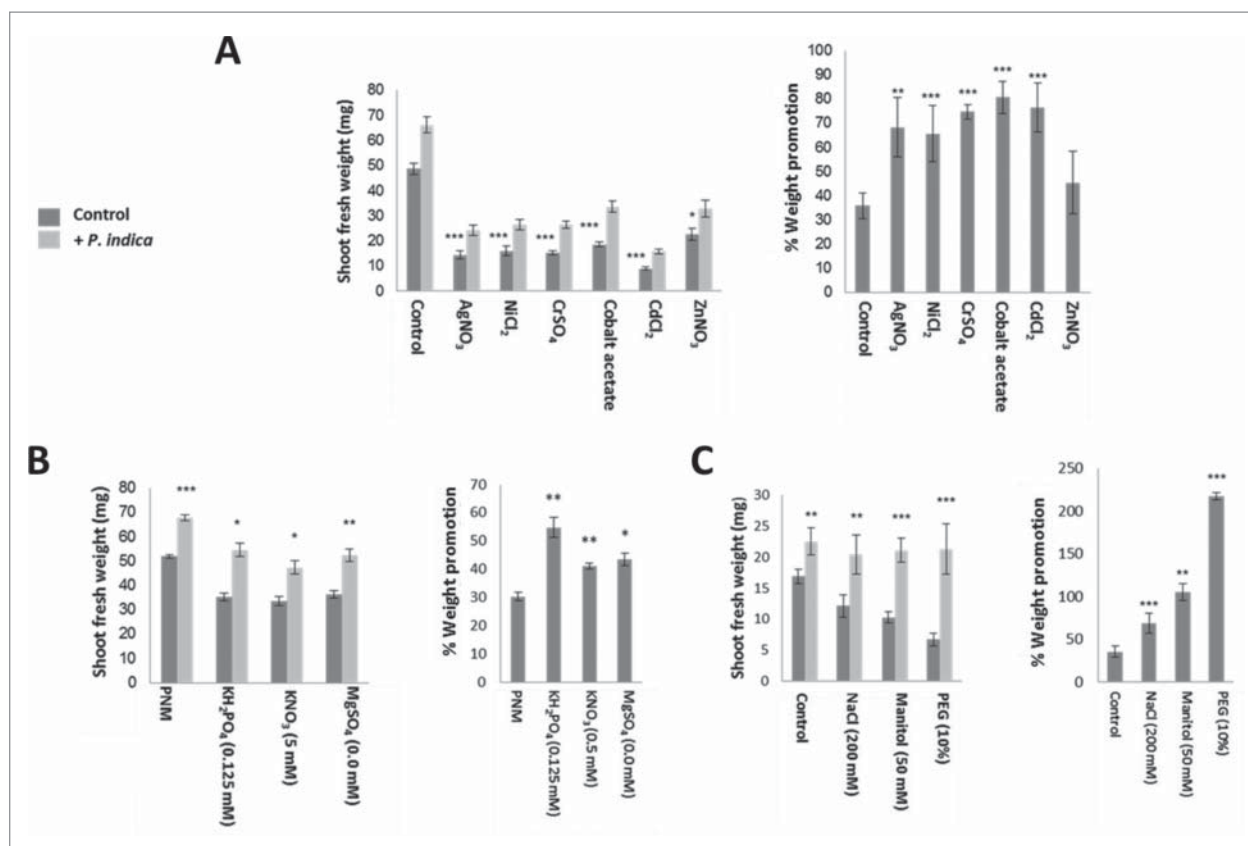 A
Control
+ P. indica
Shoot fresh weight (mg)
80
70
60
50
40
30
20
10
0
***
***
***
***
***
*
Control
AgNO₃
NiCl₂
CrSO₄
Cobalt acetate
CdCl₂
ZnNO₃
% Weight promotion
100
90
80
70
60
50
40
30
20
10
0
**
***
***
***
***
Control
AgNO₃
NiCl₂
CrSO₄
Cobalt acetate
CdCl₂
ZnNO₃
B
Shoot fresh weight (mg)
80
70
60
50
40
30
20
10
0
***
*
*
**
PNM
KH₂PO₄ (0.125 mM)
KNO₃ (5 mM)
MgSO₄ (0.0 mM)
% Weight promotion
70
60
50
40
30
20
10
0
**
**
*
PNM
KH₂PO₄ (0.125 mM)
KNO₃ (0.5 mM)
MgSO₄ (0.0 mM)
C
Shoot fresh weight (mg)
30
25
20
15
10
5
0
**
**
***
***
Control
NaCl (200 mM)
Manitol (50 mM)
PEG (10%)
% Weight promotion
250
200
150
100
50
0
***
**
***
Control
NaCl (200 mM)
Manitol (50 mM)
PEG (10%)